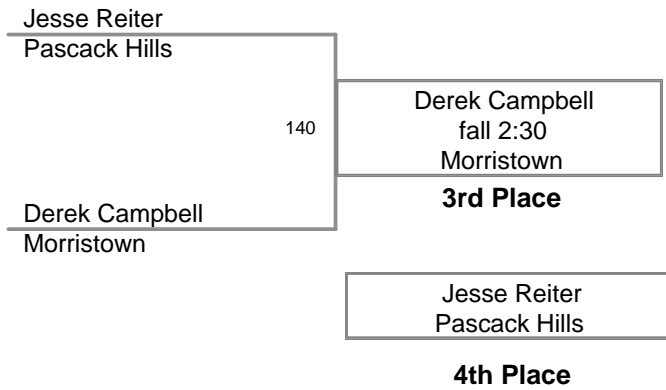 Jesse Reiter
Pascack Hills
140
Derek Campbell
fall 2:30
Morristown
3rd Place
Derek Campbell
Morristown
Jesse Reiter
Pascack Hills
4th Place